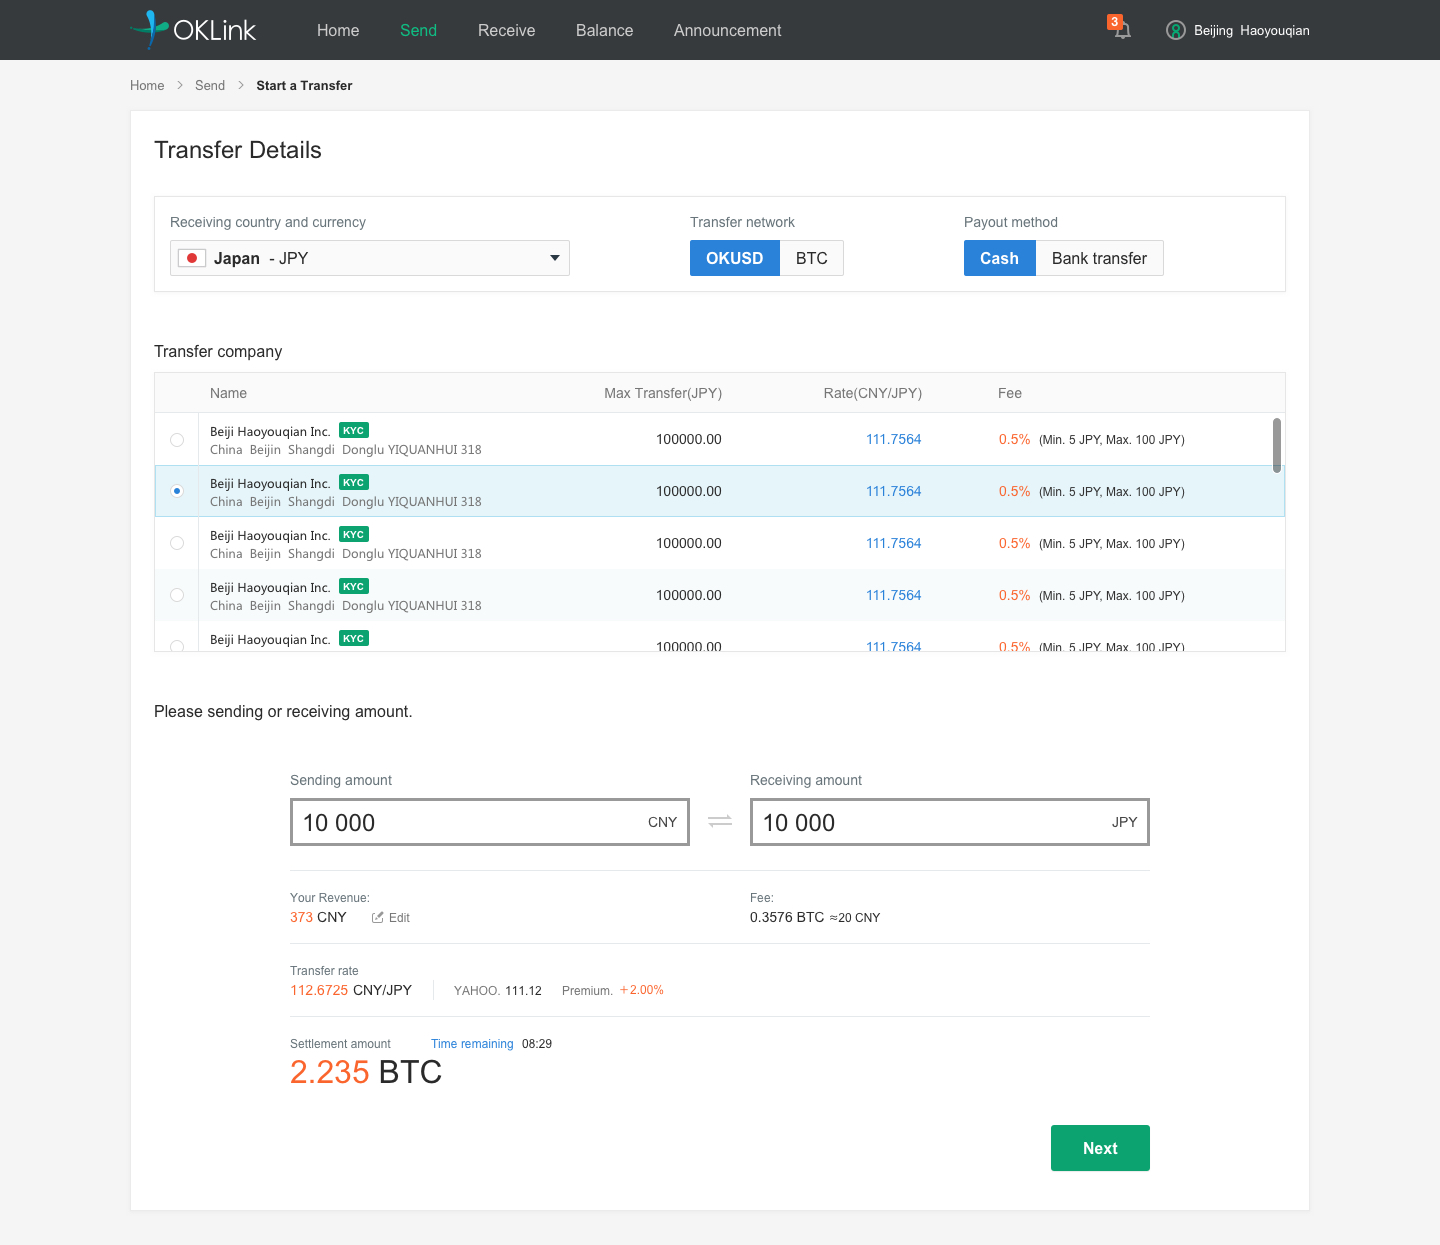 OKLink
Home Send Receive Balance Announcement
3
Beijing Haoyouqian
Home > Send > Start a Transfer
Transfer Details
Receiving country and currency Transfer network Payout method
Japan - JPY OKUSD BTC Cash Bank transfer
Transfer company
Name Max Transfer(JPY) Rate(CNY/JPY) Fee
Beiji Haoyouqian Inc. KYC
China Beijin Shangdi Donglu YIQUANHUI 318
100000.00 111.7564 0.5% (Min. 5 JPY, Max. 100 JPY)
Beiji Haoyouqian Inc. KYC
China Beijin Shangdi Donglu YIQUANHUI 318
100000.00 111.7564 0.5% (Min. 5 JPY, Max. 100 JPY)
Beiji Haoyouqian Inc. KYC
China Beijin Shangdi Donglu YIQUANHUI 318
100000.00 111.7564 0.5% (Min. 5 JPY, Max. 100 JPY)
Beiji Haoyouqian Inc. KYC
China Beijin Shangdi Donglu YIQUANHUI 318
100000.00 111.7564 0.5% (Min. 5 JPY, Max. 100 JPY)
Beiji Haoyouqian Inc. KYC
100000.00 111.7564 0.5% (Min. 5 JPY, Max. 100 JPY)
Please sending or receiving amount.
Sending amount Receiving amount
10 000 CNY 10 000 JPY
Your Revenue: Fee:
373 CNY Edit 0.3576 BTC ≈20 CNY
Transfer rate
112.6725 CNY/JPY YAHOO. 111.12 Premium. +2.00%
Settlement amount Time remaining 08:29
2.235 BTC
Next